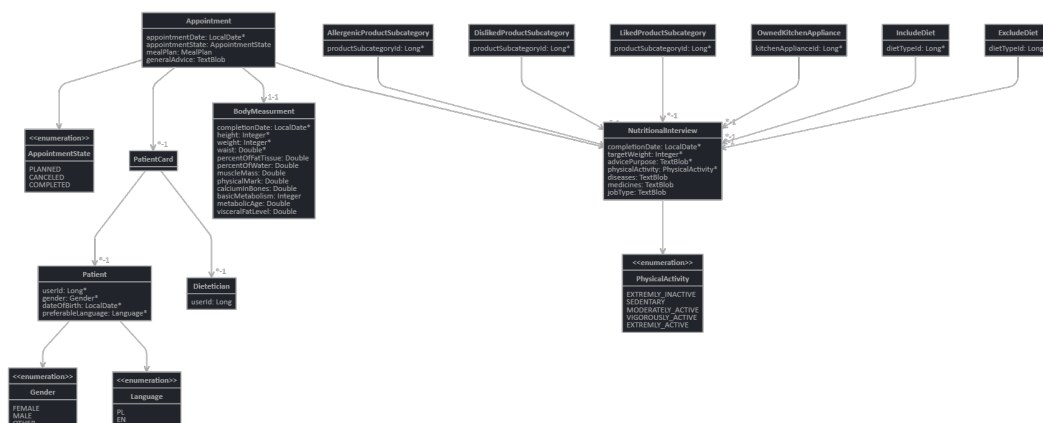 Appointment
appointmentDate: LocalDate*
appointmentState: AppointmentState
mealPlan: MealPlan
generalAdvice: TextBlob
AllergenicProductSubcategory
productSubcategoryId: Long*
DislikedProductSubcategory
productSubcategoryId: Long*
LikedProductSubcategory
productSubcategoryId: Long*
OwnedKitchenAppliance
kitchenApplianceId: Long*
IncludeDiet
dietTypeId: Long*
ExcludeDiet
dietTypeId: Long
<<enumeration>>
AppointmentState
PLANNED
CANCELED
COMPLETED
*-1
PatientCard
1-1
BodyMeasurment
completionDate: LocalDate*
height: Integer*
weight: Integer*
waist: Double*
percentOfFatTissue: Double
percentOfWater: Double
muscleMass: Double
physicalMark: Double
calciumInBones: Double
basicMetabolism: Integer
metabolicAge: Double
visceralFatLevel: Double
*-1
*-1
*-1
NutritionalInterview
completionDate: LocalDate*
targetWeight: Integer*
advicePurpose: TextBlob*
physicalActivity: PhysicalActivity*
diseases: TextBlob
medicines: TextBlob
jobType: TextBlob
*-1
Patient
userId: Long*
gender: Gender*
dateOfBirth: LocalDate*
preferableLanguage: Language*
*-1
Dietetician
userId: Long
<<enumeration>>
PhysicalActivity
EXTREMLY_INACTIVE
SEDENTARY
MODERATELY_ACTIVE
VIGOROUSLY_ACTIVE
EXTREMLY_ACTIVE
<<enumeration>>
Gender
FEMALE
MALE
<<enumeration>>
Language
PL
EN